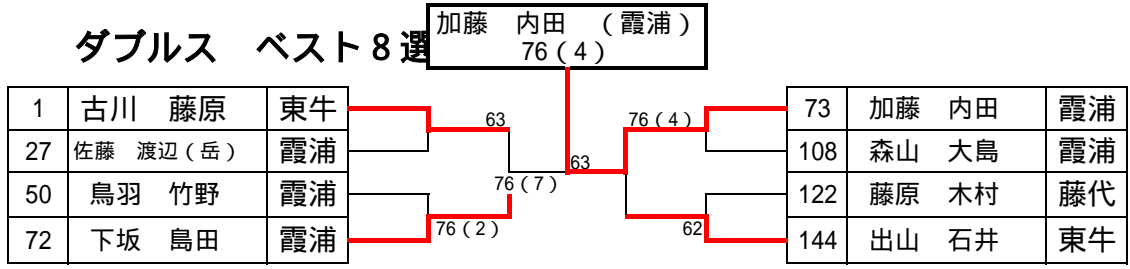 ダブルス　ベスト８選
加藤　内田　（霞浦）
76（4）
1 古川　藤原 東牛
27 佐藤　渡辺（岳） 霞浦
50 鳥羽　竹野 霞浦
72 下坂　島田 霞浦
63
76（2）
76（7）
63
76（4）
62
73 加藤　内田 霞浦
108 森山　大島 霞浦
122 藤原　木村 藤代
144 出山　石井 東牛